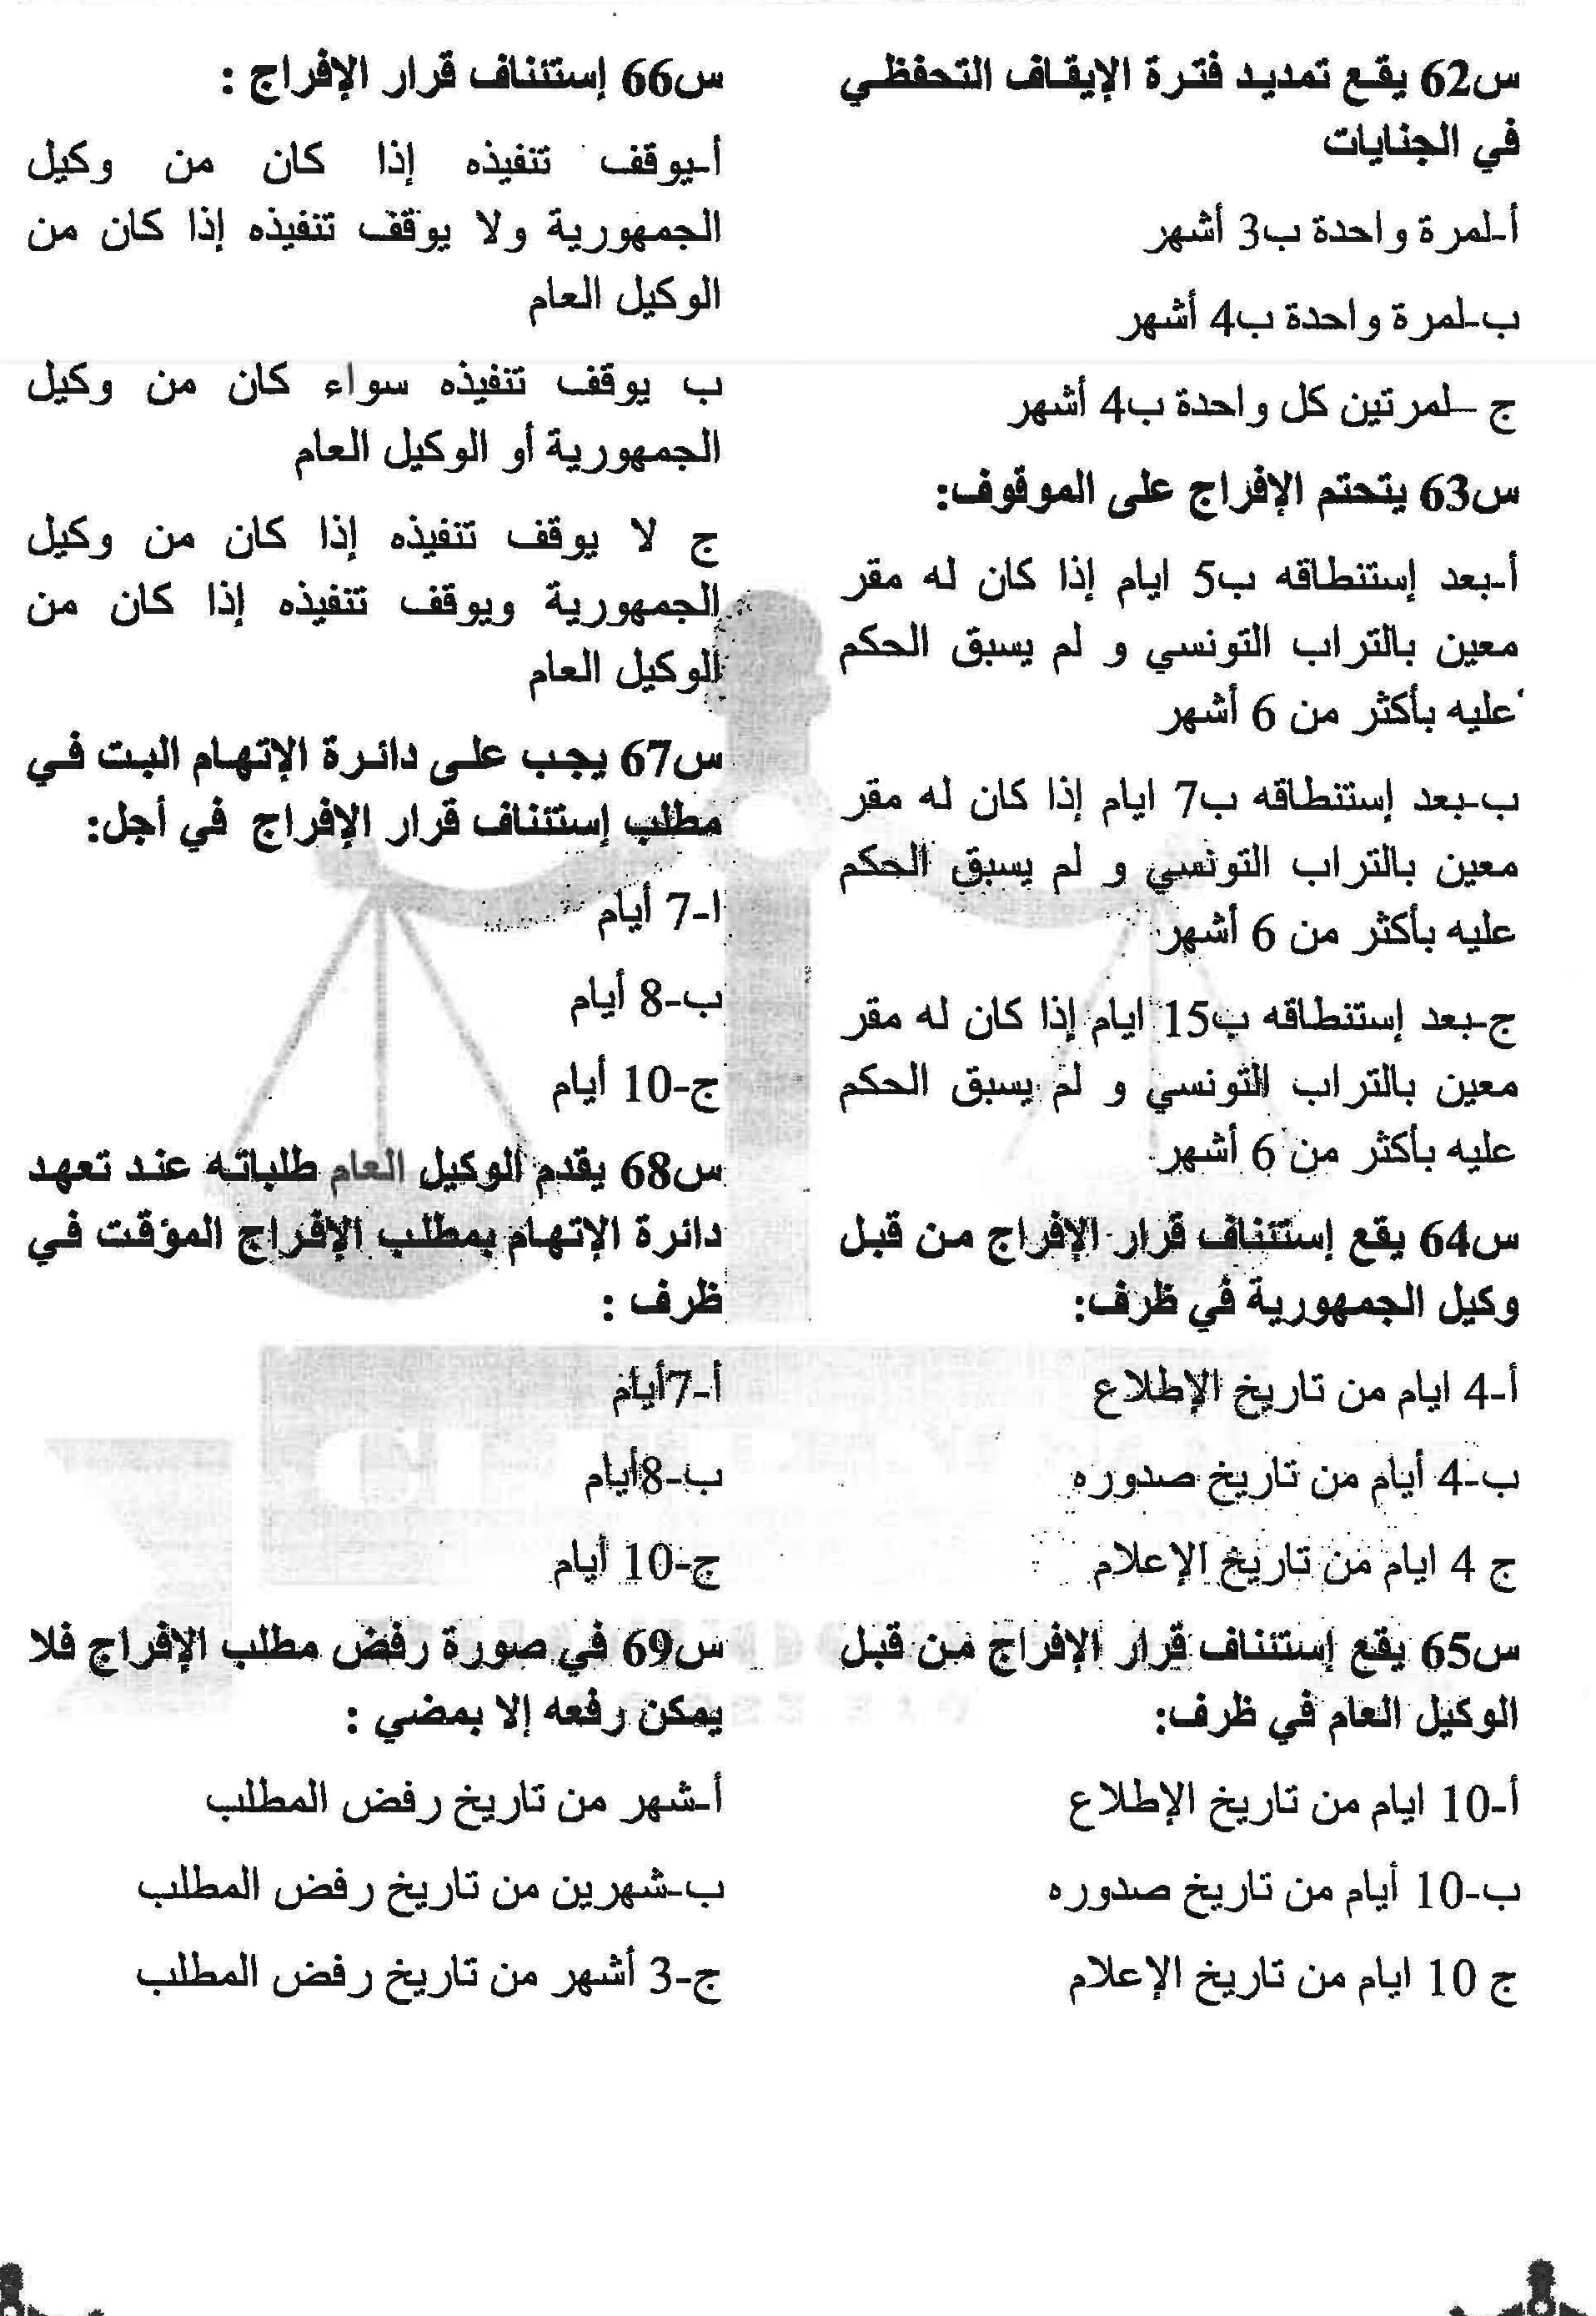 س62 يقع تمديد فترة الإيقاف التحفظي
في الجنايات
أ-لمرة واحدة ب3 أشهر
ب-لمرة واحدة ب4 أشهر
ج –لمرتين كل واحدة ب4 أشهر
س63 يتحتم الإفراج على الموقوف:
أ-بعد إستنطاقه ب5 ايام إذا كان له مقر
معين بالتراب التونسي و لم يسبق الحكم
عليه بأكثر من 6 أشهر
ب-بعد إستنطاقه ب7 ايام إذا كان له مقر
معين بالتراب التونسي و لم يسبق الحكم
عليه بأكثر من 6 أشهر
ج-بعد إستنطاقه ب15 ايام إذا كان له مقر
معين بالتراب التونسي و لم يسبق الحكم
عليه بأكثر من 6 أشهر
س64 يقع إستئناف قرار الإفراج من قبل
وكيل الجمهورية في ظرف:
أ-4 ايام من تاريخ الإطلاع
ب-4 أيام من تاريخ صدوره
ج 4 ايام من تاريخ الإعلام
س65 يقع إستئناف قرار الإفراج من قبل
الوكيل العام في ظرف:
أ-10 ايام من تاريخ الإطلاع
ب-10 أيام من تاريخ صدوره
ج 10 ايام من تاريخ الإعلام
س66 إستئناف قرار الإفراج :
أ-يوقف تنفيذه إذا كان من وكيل
الجمهورية ولا يوقف تنفيذه إذا كان من
الوكيل العام
ب يوقف تنفيذه سواء كان من وكيل
الجمهورية أو الوكيل العام
ج لا يوقف تنفيذه إذا كان من وكيل
الجمهورية ويوقف تنفيذه إذا كان من
الوكيل العام
س67 يجب على دائرة الإتهام البت في
مطلب إستئناف قرار الإفراج في أجل:
ا-7 أيام
ب-8 أيام
ج-10 أيام
س68 يقدم الوكيل العام طلباته عند تعهد
دائرة الإتهام بمطلب الإفراج المؤقت في
ظرف :
أ-7أيام
ب-8أيام
ج-10 أيام
س69 في صورة رفض مطلب الإفراج فلا
يمكن رفعه إلا بمضي :
أ-شهر من تاريخ رفض المطلب
ب-شهرين من تاريخ رفض المطلب
ج-3 أشهر من تاريخ رفض المطلب